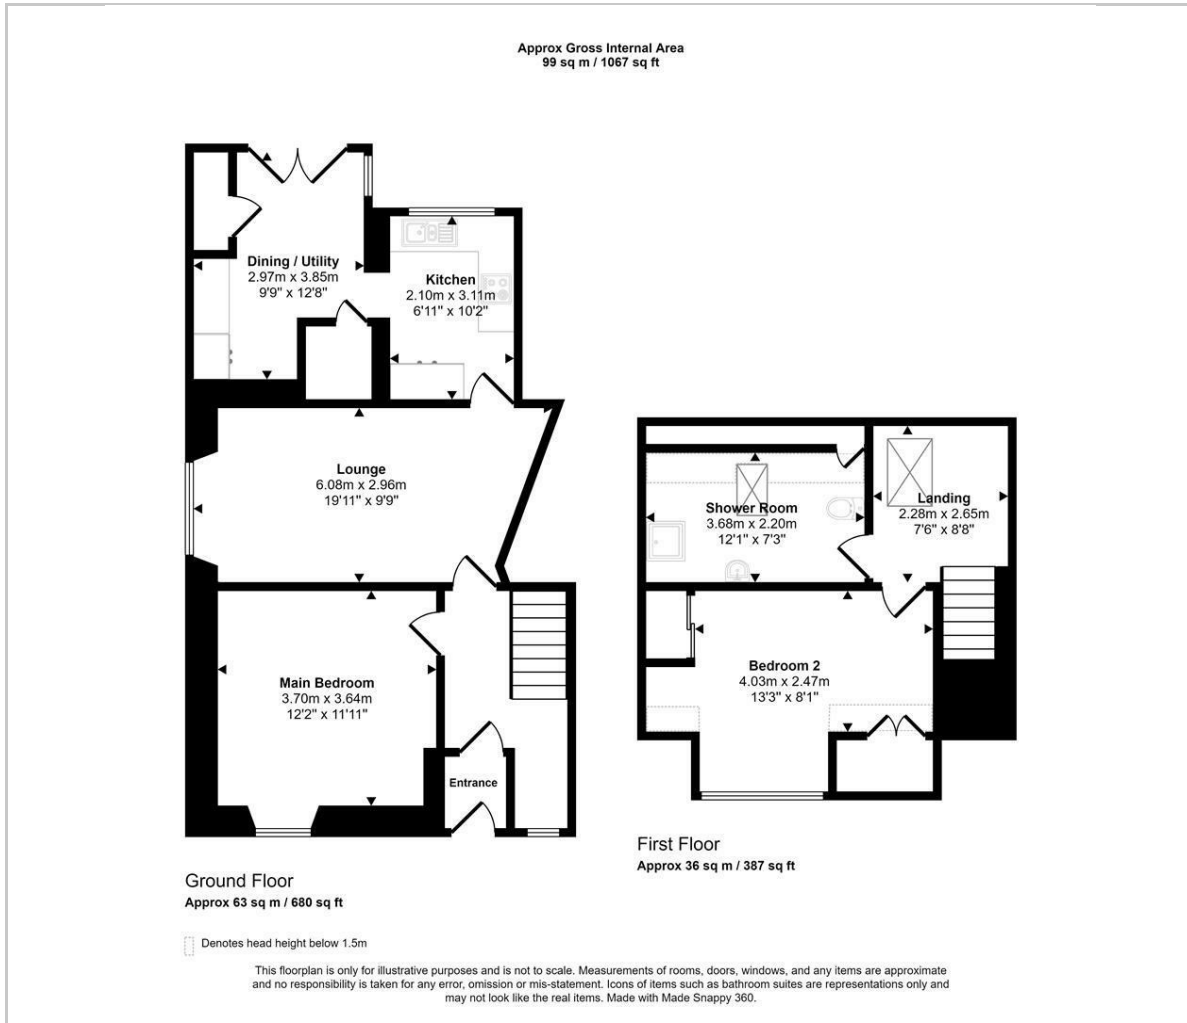 Approx Gross Internal Area
99 sq m / 1067 sq ft
Dining / Utility
2.97m x 3.85m
9'9" x 12'8"
Kitchen
2.10m x 3.11m
6'11" x 10'2"
Lounge
6.08m x 2.96m
19'11" x 9'9"
Main Bedroom
3.70m x 3.64m
12'2" x 11'11"
Entrance
Ground Floor
Approx 63 sq m / 680 sq ft
Shower Room
3.68m x 2.20m
12'1" x 7'3"
Landing
2.28m x 2.65m
7'6" x 8'8"
Bedroom 2
4.03m x 2.47m
13'3" x 8'1"
First Floor
Approx 36 sq m / 387 sq ft
Denotes head height below 1.5m
This floorplan is only for illustrative purposes and is not to scale. Measurements of rooms, doors, windows, and any items are approximate
and no responsibility is taken for any error, omission or mis-statement. Icons of items such as bathroom suites are representations only and
may not look like the real items. Made with Made Snappy 360.